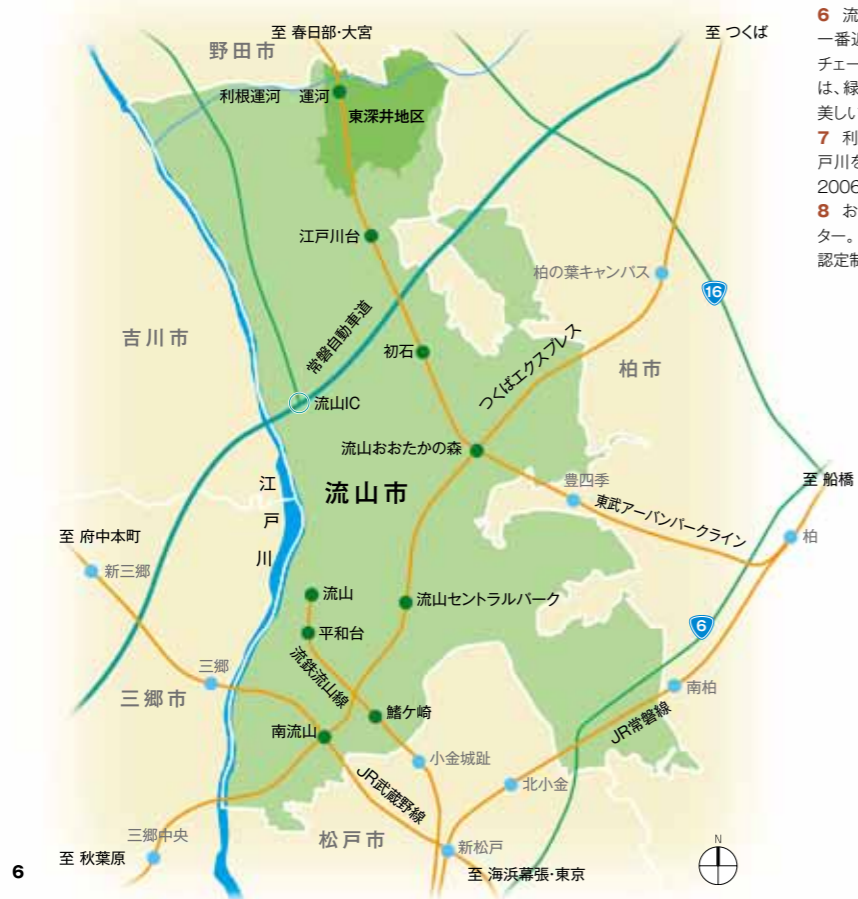 至 春日部・大宮
至 つくば
野田市
利根運河
運河
東深井地区
江戸川台
柏の葉キャンパス
16
吉川市
常磐自動車道
初石
つくばエクスプレス
柏市
流山IC
流山おおたかの森
豊四季
至 船橋
江戸川
流山市
東武アーバンパークライン
柏
至 府中本町
新三郷
流山
流山セントラルパーク
平和台
6
三郷
流鉄流山線
三郷市
鰭ケ崎
南柏
南流山
小金城趾
JR常磐線
JR武蔵野線
北小金
三郷中央
松戸市
新松戸
N
至 秋葉原
至 海浜幕張・東京
6
6 流
一番近
チェー
は、緑
美しい
7 利
戸川を
2006
8 お
ター。
認定制